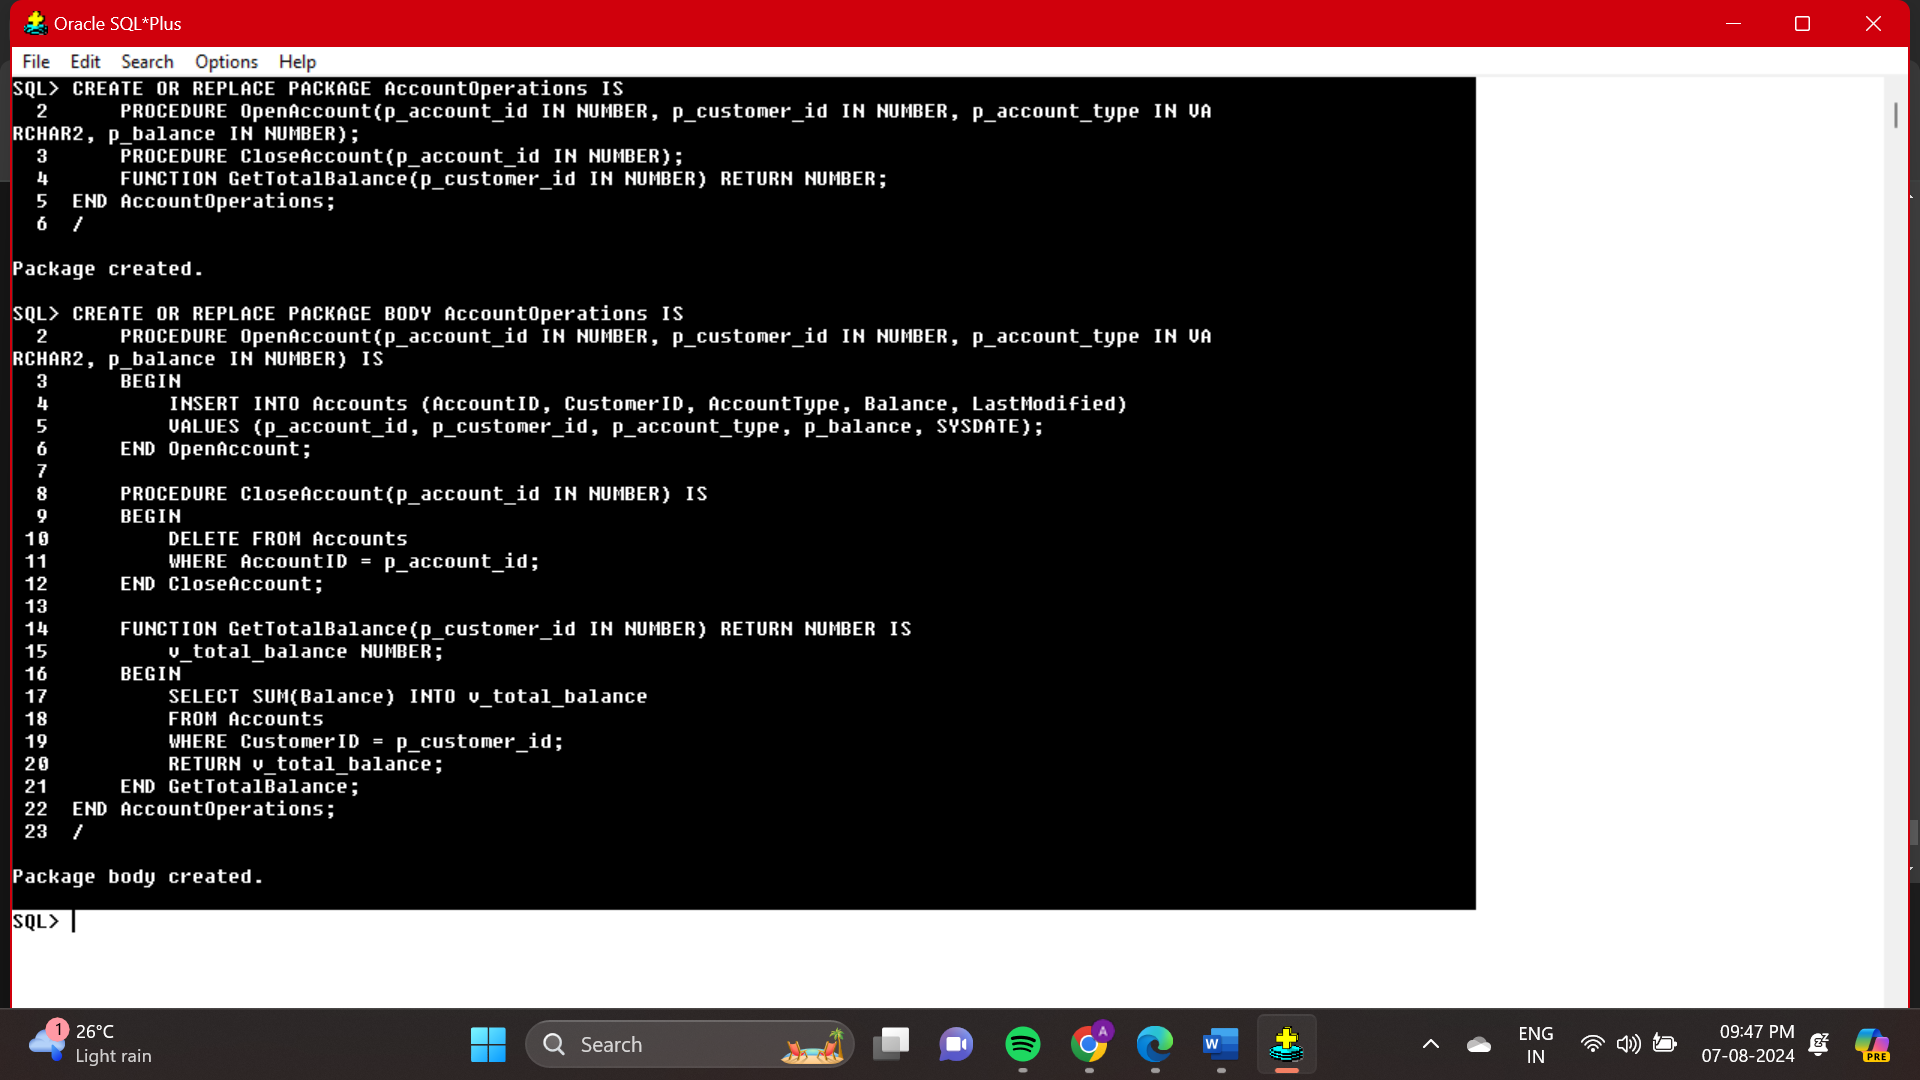 Oracle SQL*Plus
File Edit Search Options Help
SQL> CREATE OR REPLACE PACKAGE AccountOperations IS
  2      PROCEDURE OpenAccount(p_account_id IN NUMBER, p_customer_id IN NUMBER, p_account_type IN VA
RCHAR2, p_balance IN NUMBER);
  3      PROCEDURE CloseAccount(p_account_id IN NUMBER);
  4      FUNCTION GetTotalBalance(p_customer_id IN NUMBER) RETURN NUMBER;
  5  END AccountOperations;
  6  /
Package created.
SQL> CREATE OR REPLACE PACKAGE BODY AccountOperations IS
  2      PROCEDURE OpenAccount(p_account_id IN NUMBER, p_customer_id IN NUMBER, p_account_type IN VA
RCHAR2, p_balance IN NUMBER) IS
  3      BEGIN
  4          INSERT INTO Accounts (AccountID, CustomerID, AccountType, Balance, LastModified)
  5          VALUES (p_account_id, p_customer_id, p_account_type, p_balance, SYSDATE);
  6      END OpenAccount;
  7
  8      PROCEDURE CloseAccount(p_account_id IN NUMBER) IS
  9      BEGIN
 10          DELETE FROM Accounts
 11          WHERE AccountID = p_account_id;
 12      END CloseAccount;
 13
 14      FUNCTION GetTotalBalance(p_customer_id IN NUMBER) RETURN NUMBER IS
 15          v_total_balance NUMBER;
 16      BEGIN
 17          SELECT SUM(Balance) INTO v_total_balance
 18          FROM Accounts
 19          WHERE CustomerID = p_customer_id;
 20          RETURN v_total_balance;
 21      END GetTotalBalance;
 22  END AccountOperations;
 23  /
Package body created.
SQL>
1
26°C
Light rain
Search
A
W
ENG
IN
09:47 PM
07-08-2024
PRE